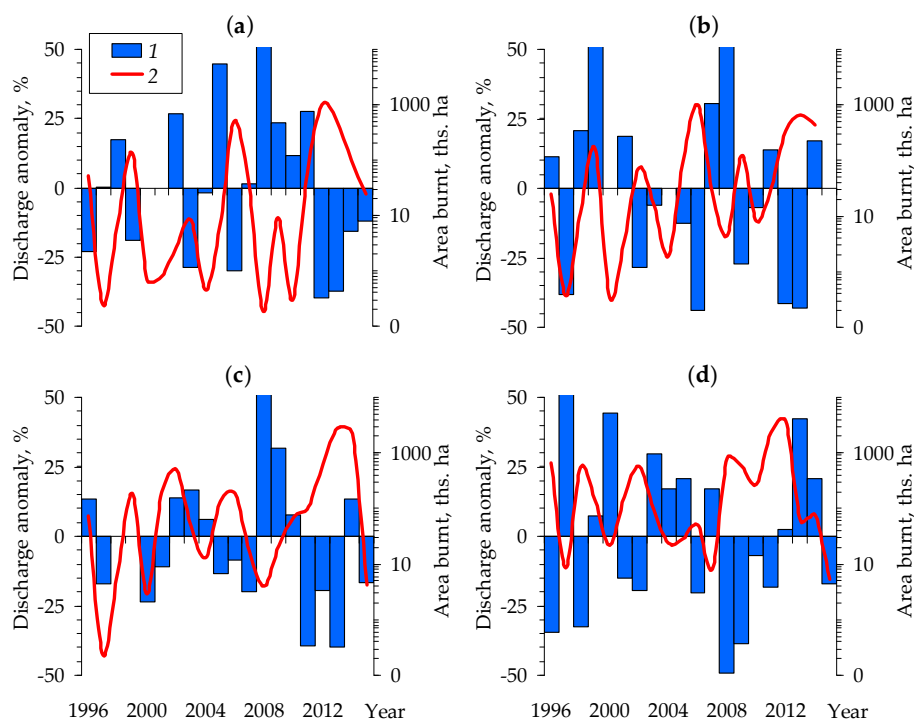 (a)
(b)
1
2
Discharge anomaly, %
50
25
0
-25
-50
1000
10
0
Area burnt, ths. ha
Discharge anomaly, %
50
25
0
-25
-50
1000
10
0
Area burnt, ths. ha
(c)
(d)
Discharge anomaly, %
50
25
0
-25
-50
1000
10
0
Area burnt, ths. ha
1996 2000 2004 2008 2012 Year
Discharge anomaly, %
50
25
0
-25
-50
1000
10
0
Area burnt, ths. ha
1996 2000 2004 2008 2012 Year